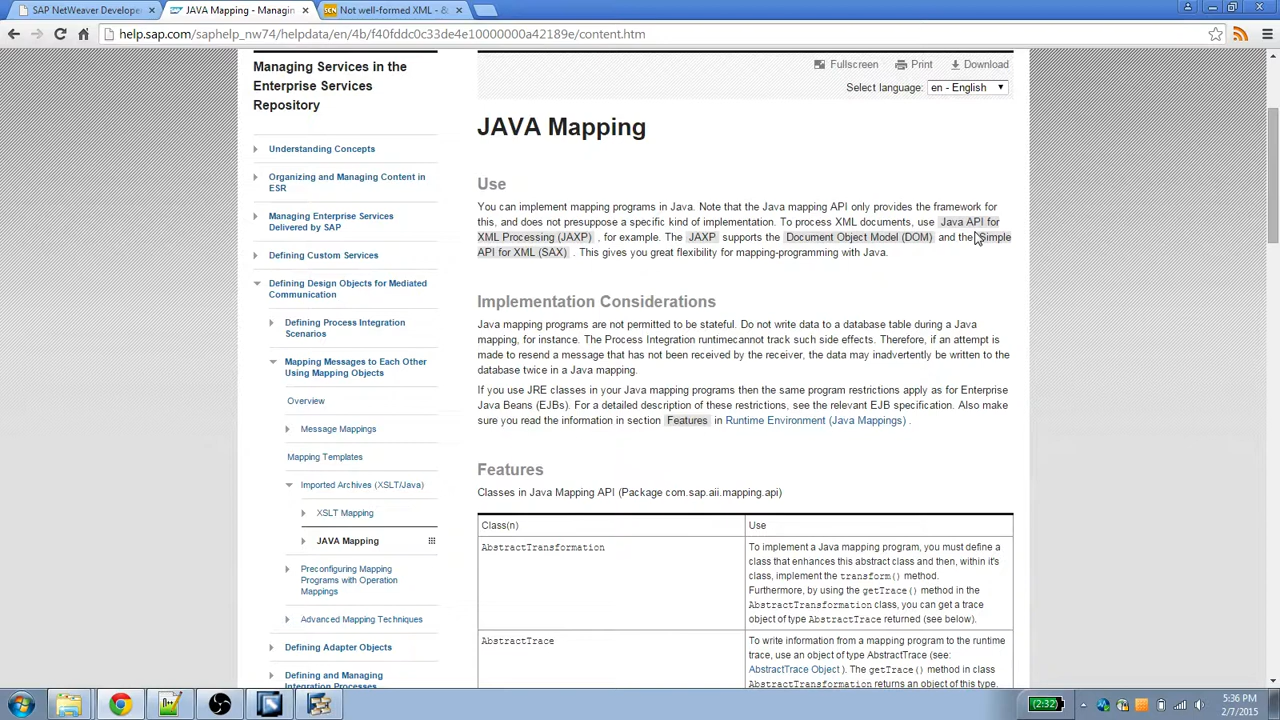 SAP NetWeaver Develope
JAVA Mapping - Managin
Not well-formed XML - &
help.sap.com/saphelp_nw74/helpdata/en/4b/f40fddc0c33de4e10000000a42189e/content.htm
Managing Services in the
Enterprise Services
Repository
Understanding Concepts
Organizing and Managing Content in
ESR
Managing Enterprise Services
Delivered by SAP
Defining Custom Services
Defining Design Objects for Mediated
Communication
Defining Process Integration
Scenarios
Mapping Messages to Each Other
Using Mapping Objects
Overview
Message Mappings
Mapping Templates
Imported Archives (XSLT/Java)
XSLT Mapping
JAVA Mapping
Preconfiguring Mapping
Programs with Operation
Mappings
Advanced Mapping Techniques
Defining Adapter Objects
Defining and Managing
Integration Processes
Fullscreen Print Download
Select language: en - English
JAVA Mapping
Use
You can implement mapping programs in Java. Note that the Java mapping API only provides the framework for
this, and does not presuppose a specific kind of implementation. To process XML documents, use Java API for
XML Processing (JAXP) , for example. The JAXP supports the Document Object Model (DOM) and the Simple
API for XML (SAX) . This gives you great flexibility for mapping-programming with Java.
Implementation Considerations
Java mapping programs are not permitted to be stateful. Do not write data to a database table during a Java
mapping, for instance. The Process Integration runtimecannot track such side effects. Therefore, if an attempt is
made to resend a message that has not been received by the receiver, the data may inadvertently be written to the
database twice in a Java mapping.
If you use JRE classes in your Java mapping programs then the same program restrictions apply as for Enterprise
Java Beans (EJBs). For a detailed description of these restrictions, see the relevant EJB specification. Also make
sure you read the information in section Features in Runtime Environment (Java Mappings) .
Features
Classes in Java Mapping API (Package com.sap.aii.mapping.api)
Class(n) Use
AbstractTransformation
To implement a Java mapping program, you must define a
class that enhances this abstract class and then, within it's
class, implement the transform() method.
Furthermore, by using the getTrace() method in the
AbstractTransformation class, you can get a trace
object of type AbstractTrace returned (see below).
AbstractTrace
To write information from a mapping program to the runtime
trace, use an object of type AbstractTrace (see:
AbstractTrace Object ). The getTrace() method in class
AbstractTransformation returns an object of this type.
(2:32)
5:36 PM
2/7/2015